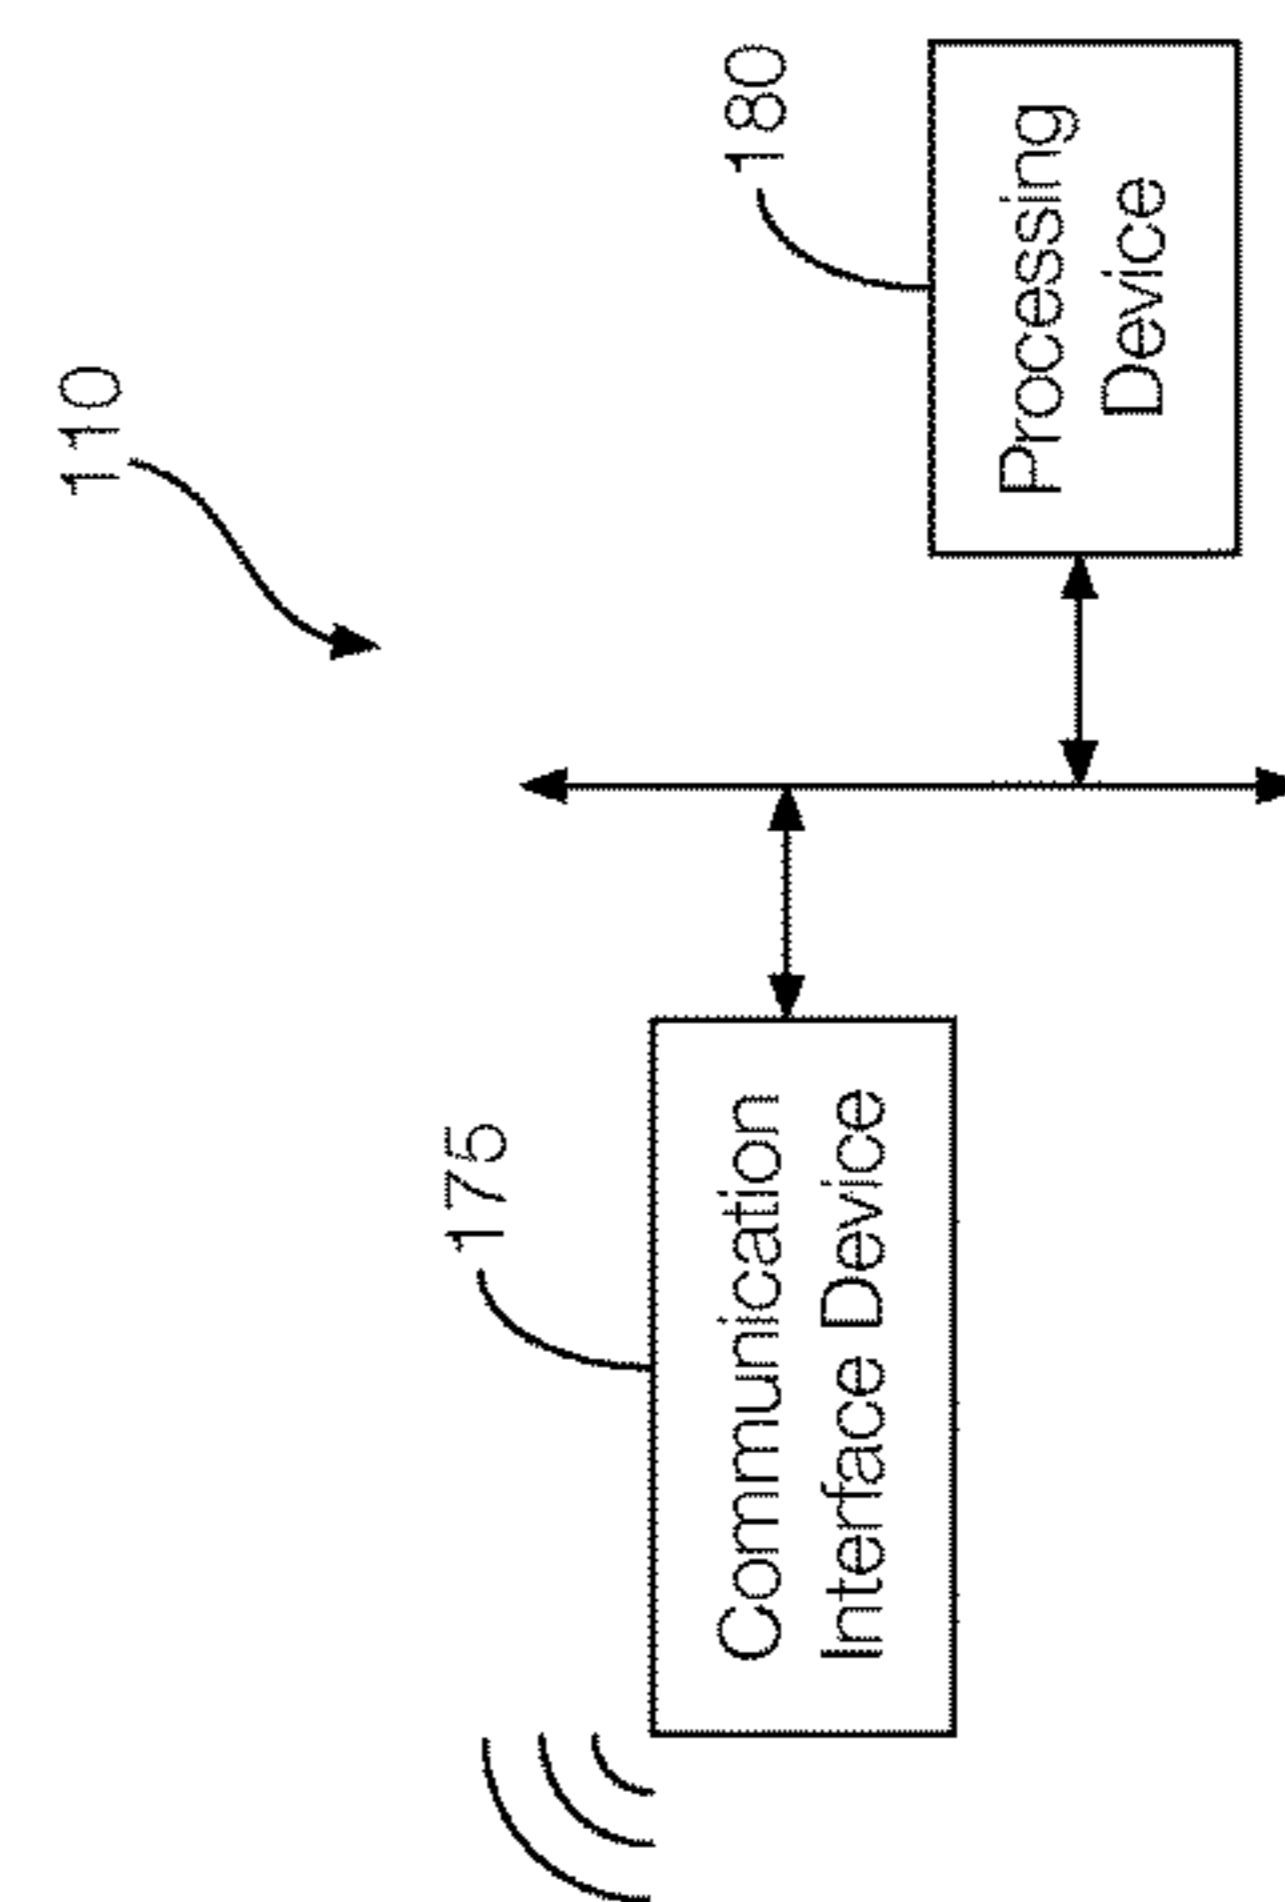 110
175
Communication
Interface Device
180
Processing
Device